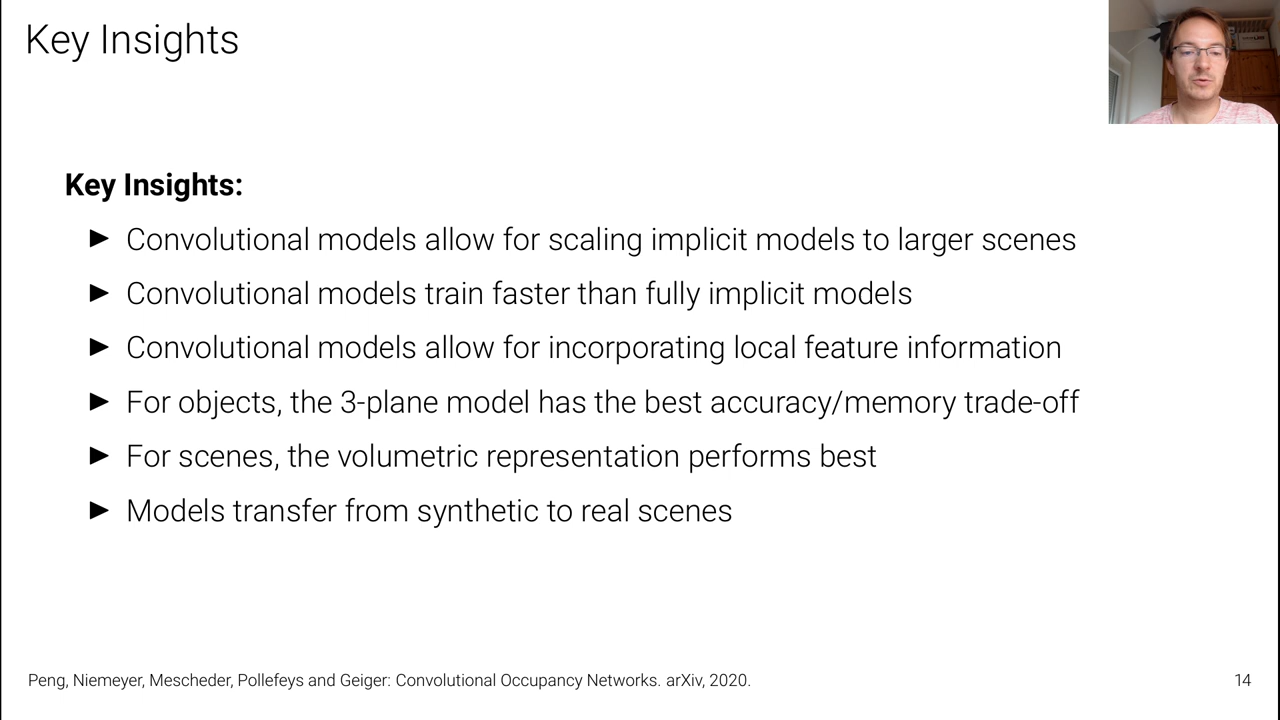 Key Insights
Key Insights:
► Convolutional models allow for scaling implicit models to larger scenes
► Convolutional models train faster than fully implicit models
► Convolutional models allow for incorporating local feature information
► For objects, the 3-plane model has the best accuracy/memory trade-off
► For scenes, the volumetric representation performs best
► Models transfer from synthetic to real scenes
Peng, Niemeyer, Mescheder, Pollefeys and Geiger: Convolutional Occupancy Networks. arXiv, 2020.
14